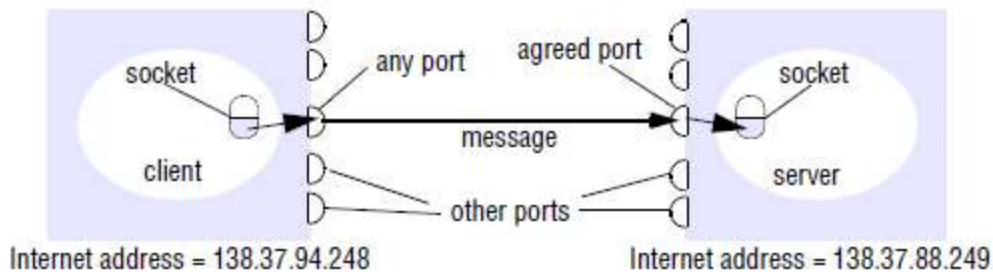 socket
any port
agreed port
socket
message
client
server
other ports
Internet address = 138.37.94.248
Internet address = 138.37.88.249